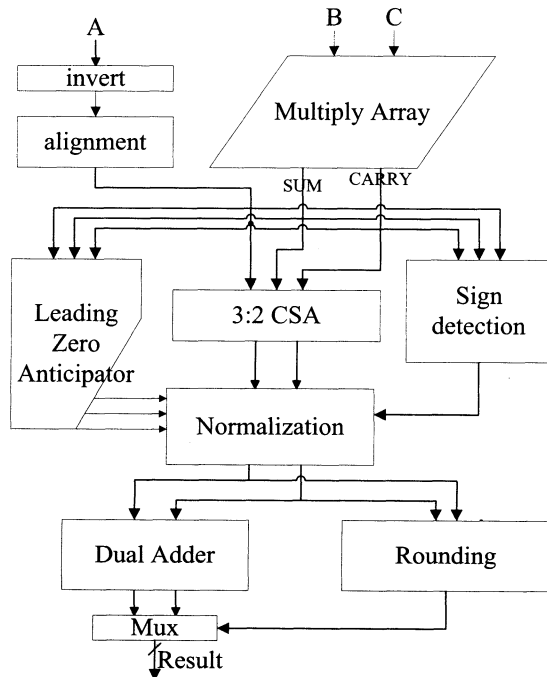 A
B C
invert
alignment
Multiply Array
SUM CARRY
Leading
Zero
Anticipator
3:2 CSA
Sign
detection
Normalization
Dual Adder
Rounding
Mux
Result